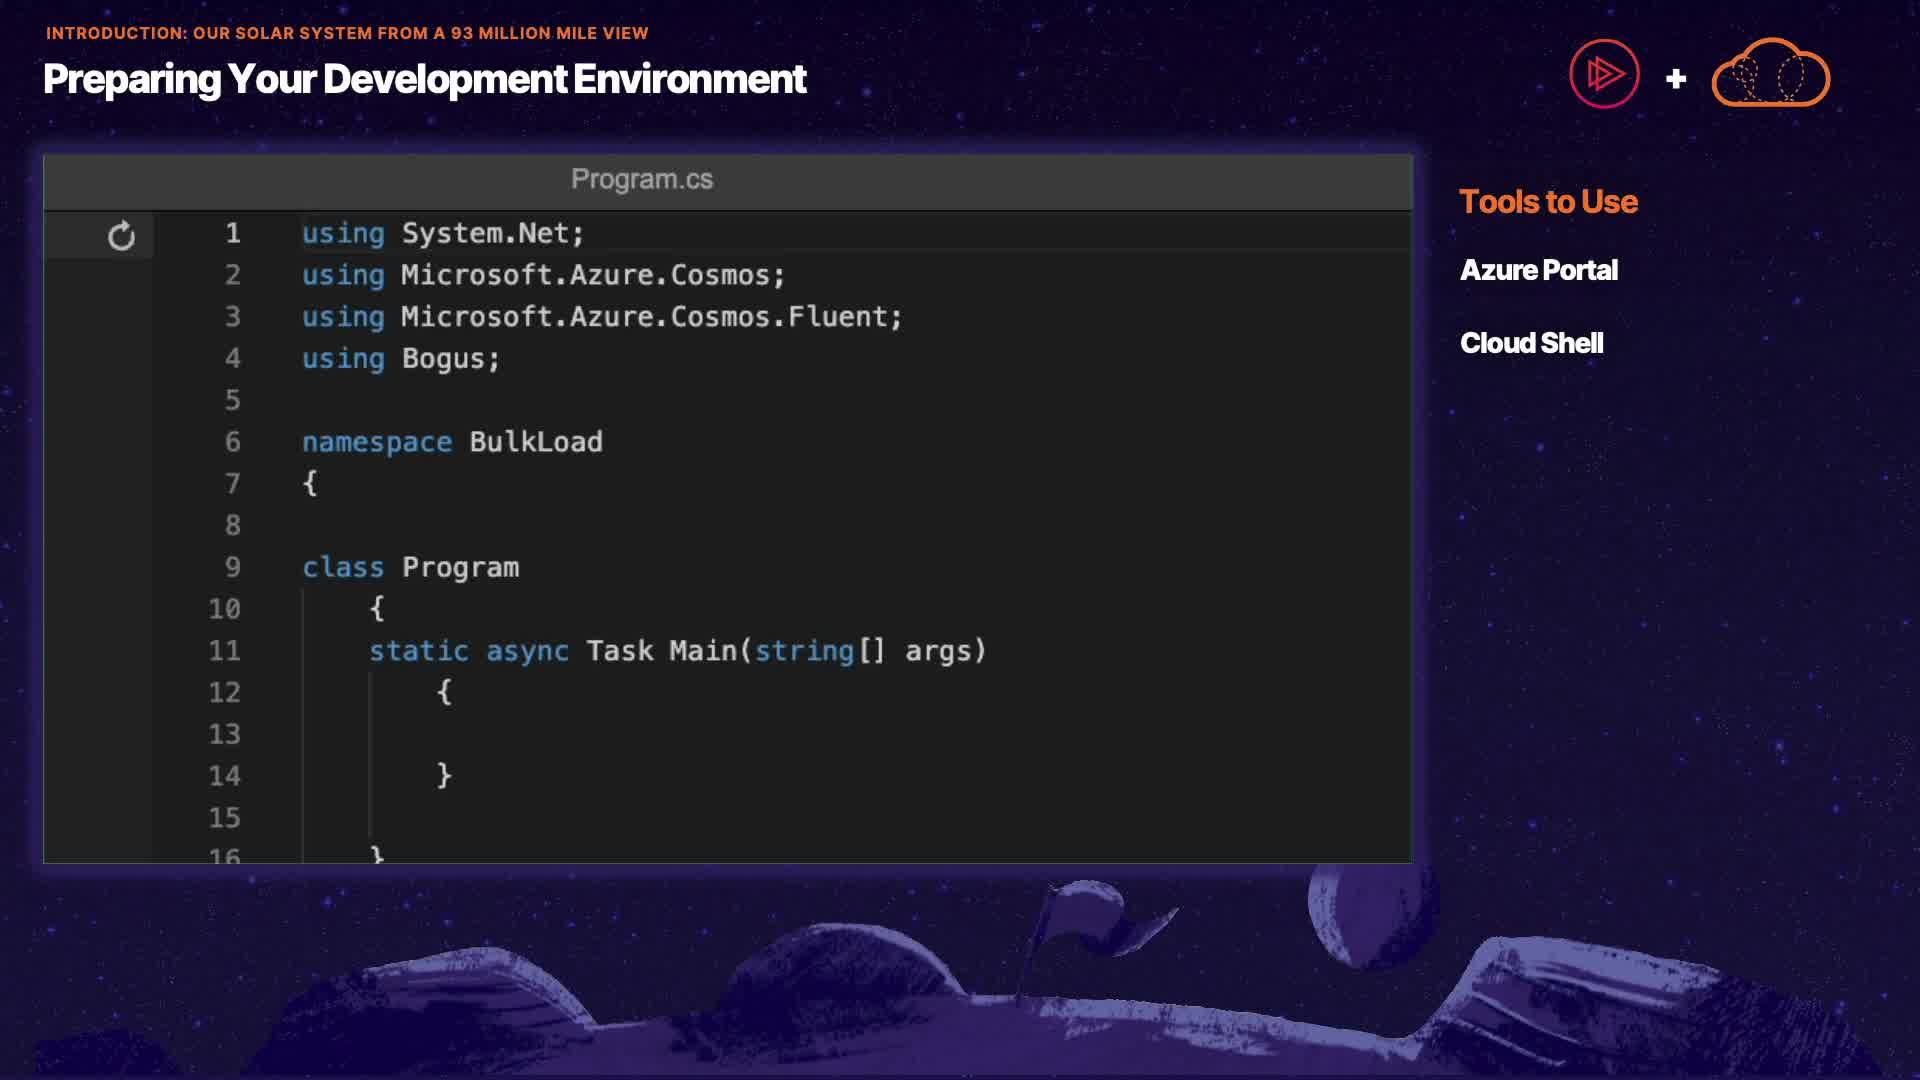 INTRODUCTION: OUR SOLAR SYSTEM FROM A 93 MILLION MILE VIEW
Preparing Your Development Environment
+
Program.cs
1 using System.Net;
2 using Microsoft.Azure.Cosmos;
3 using Microsoft.Azure.Cosmos.Fluent;
4 using Bogus;
5
6 namespace BulkLoad
7 {
8
9 class Program
10 {
11 static async Task Main(string[] args)
12 {
13
14 }
15
16 }
Tools to Use
Azure Portal
Cloud Shell